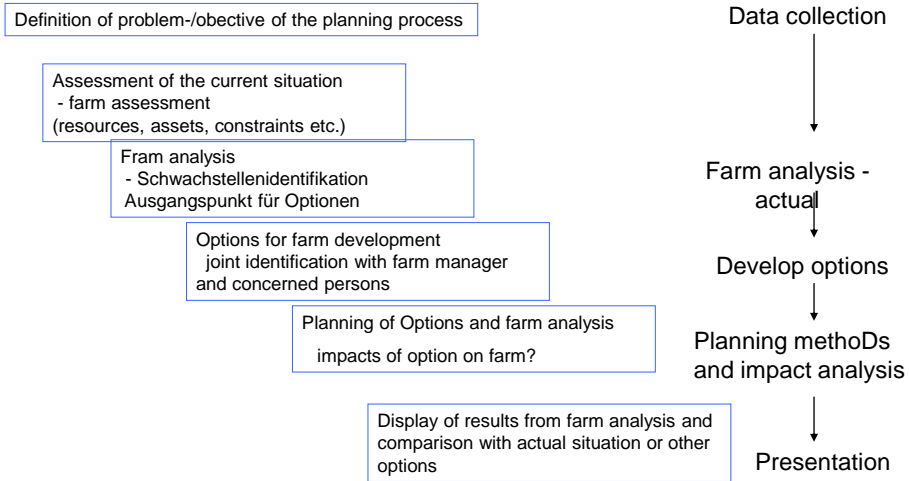 Definition of problem-/obective of the planning process
Data collection
Assessment of the current situation
- farm assessment
(resources, assets, constraints etc.)
Fram analysis
- Schwachstellenidentifikation
Ausgangspunkt für Optionen
Farm analysis -
actual
Options for farm development
joint identification with farm manager
and concerned persons
Develop options
Planning of Options and farm analysis
impacts of option on farm?
Planning methoDs
and impact analysis
Display of results from farm analysis and
comparison with actual situation or other
options
Presentation